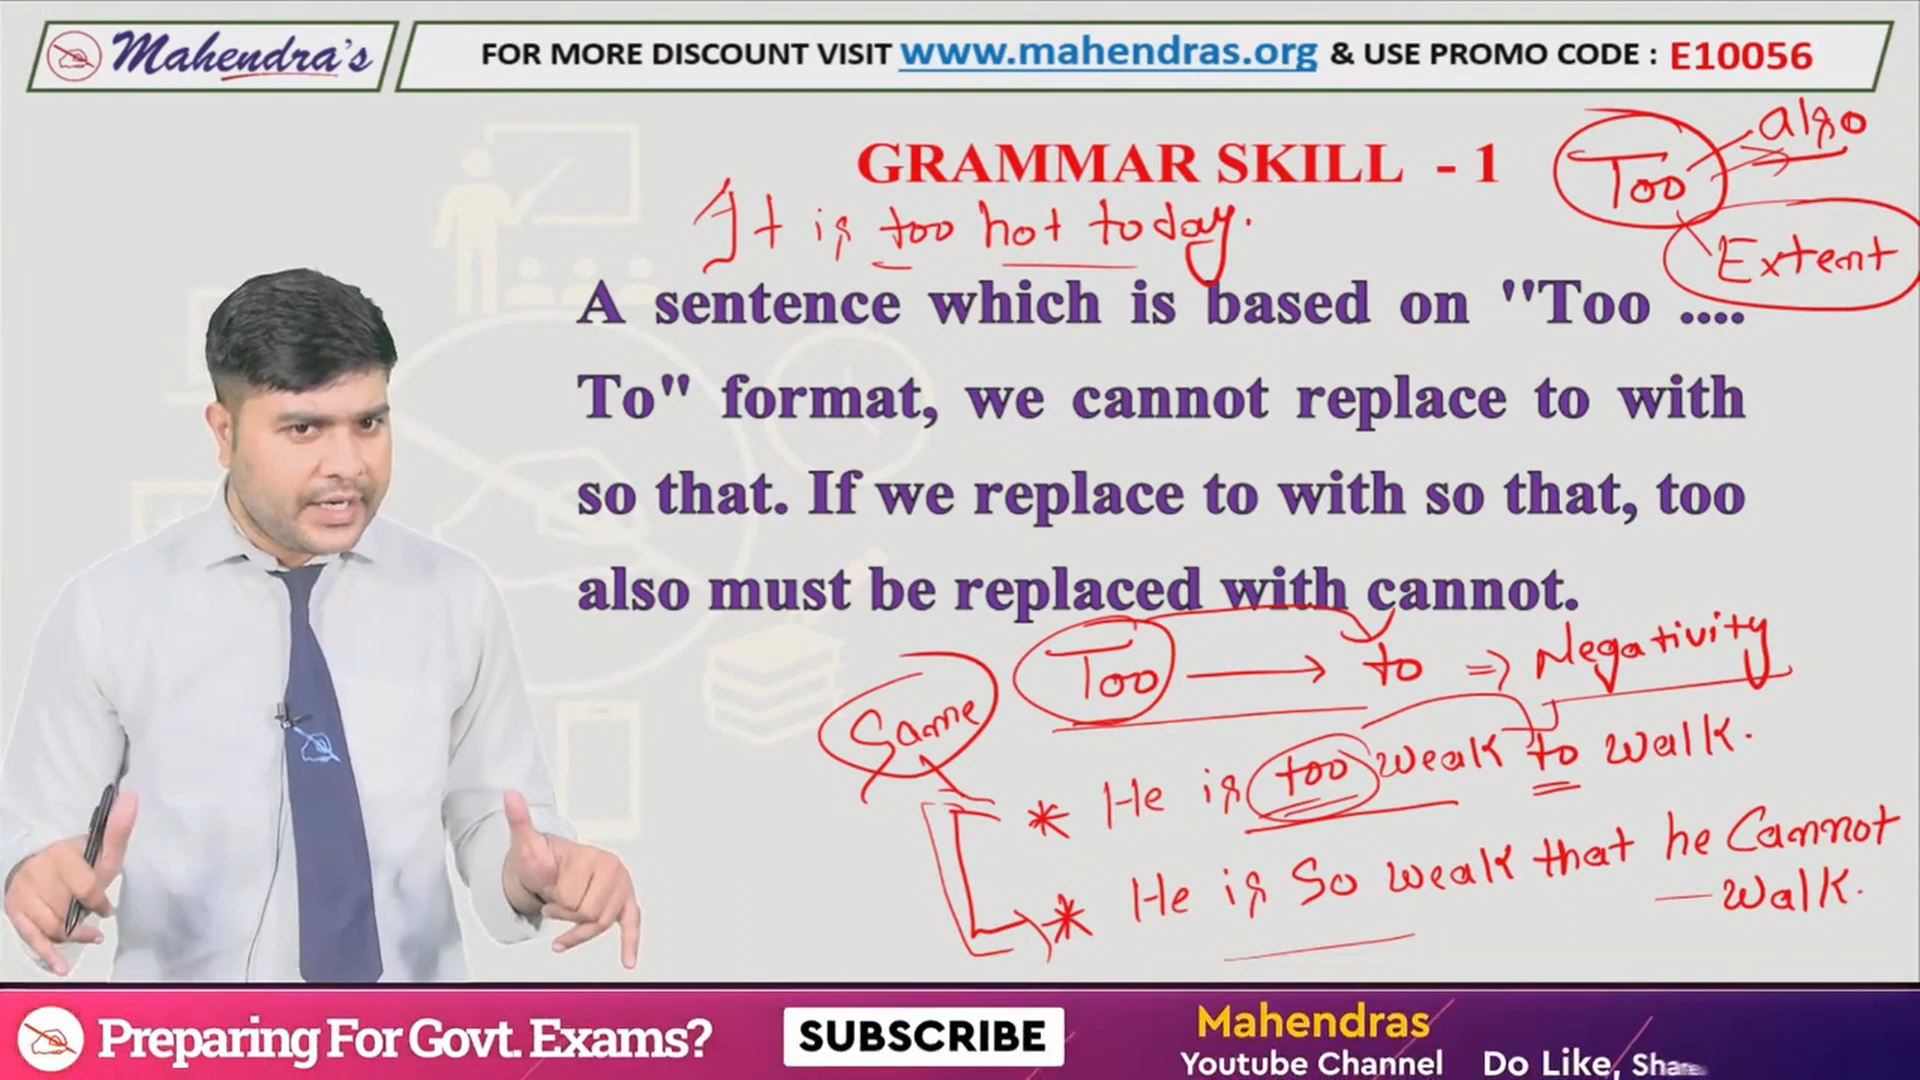 Mahendra's
FOR MORE DISCOUNT VISIT www.mahendras.org & USE PROMO CODE : E10056
GRAMMAR SKILL - 1
Too
also
Extent
It is too hot today.
A sentence which is based on "Too ....
To" format, we cannot replace to with
so that. If we replace to with so that, too
also must be replaced with cannot.
Too → to ⇒ Negativity
Same
* He is too weak to walk.
* He is so weak that he cannot
— walk.
Preparing For Govt. Exams?
SUBSCRIBE
Mahendras
Youtube Channel
Do Like, Share